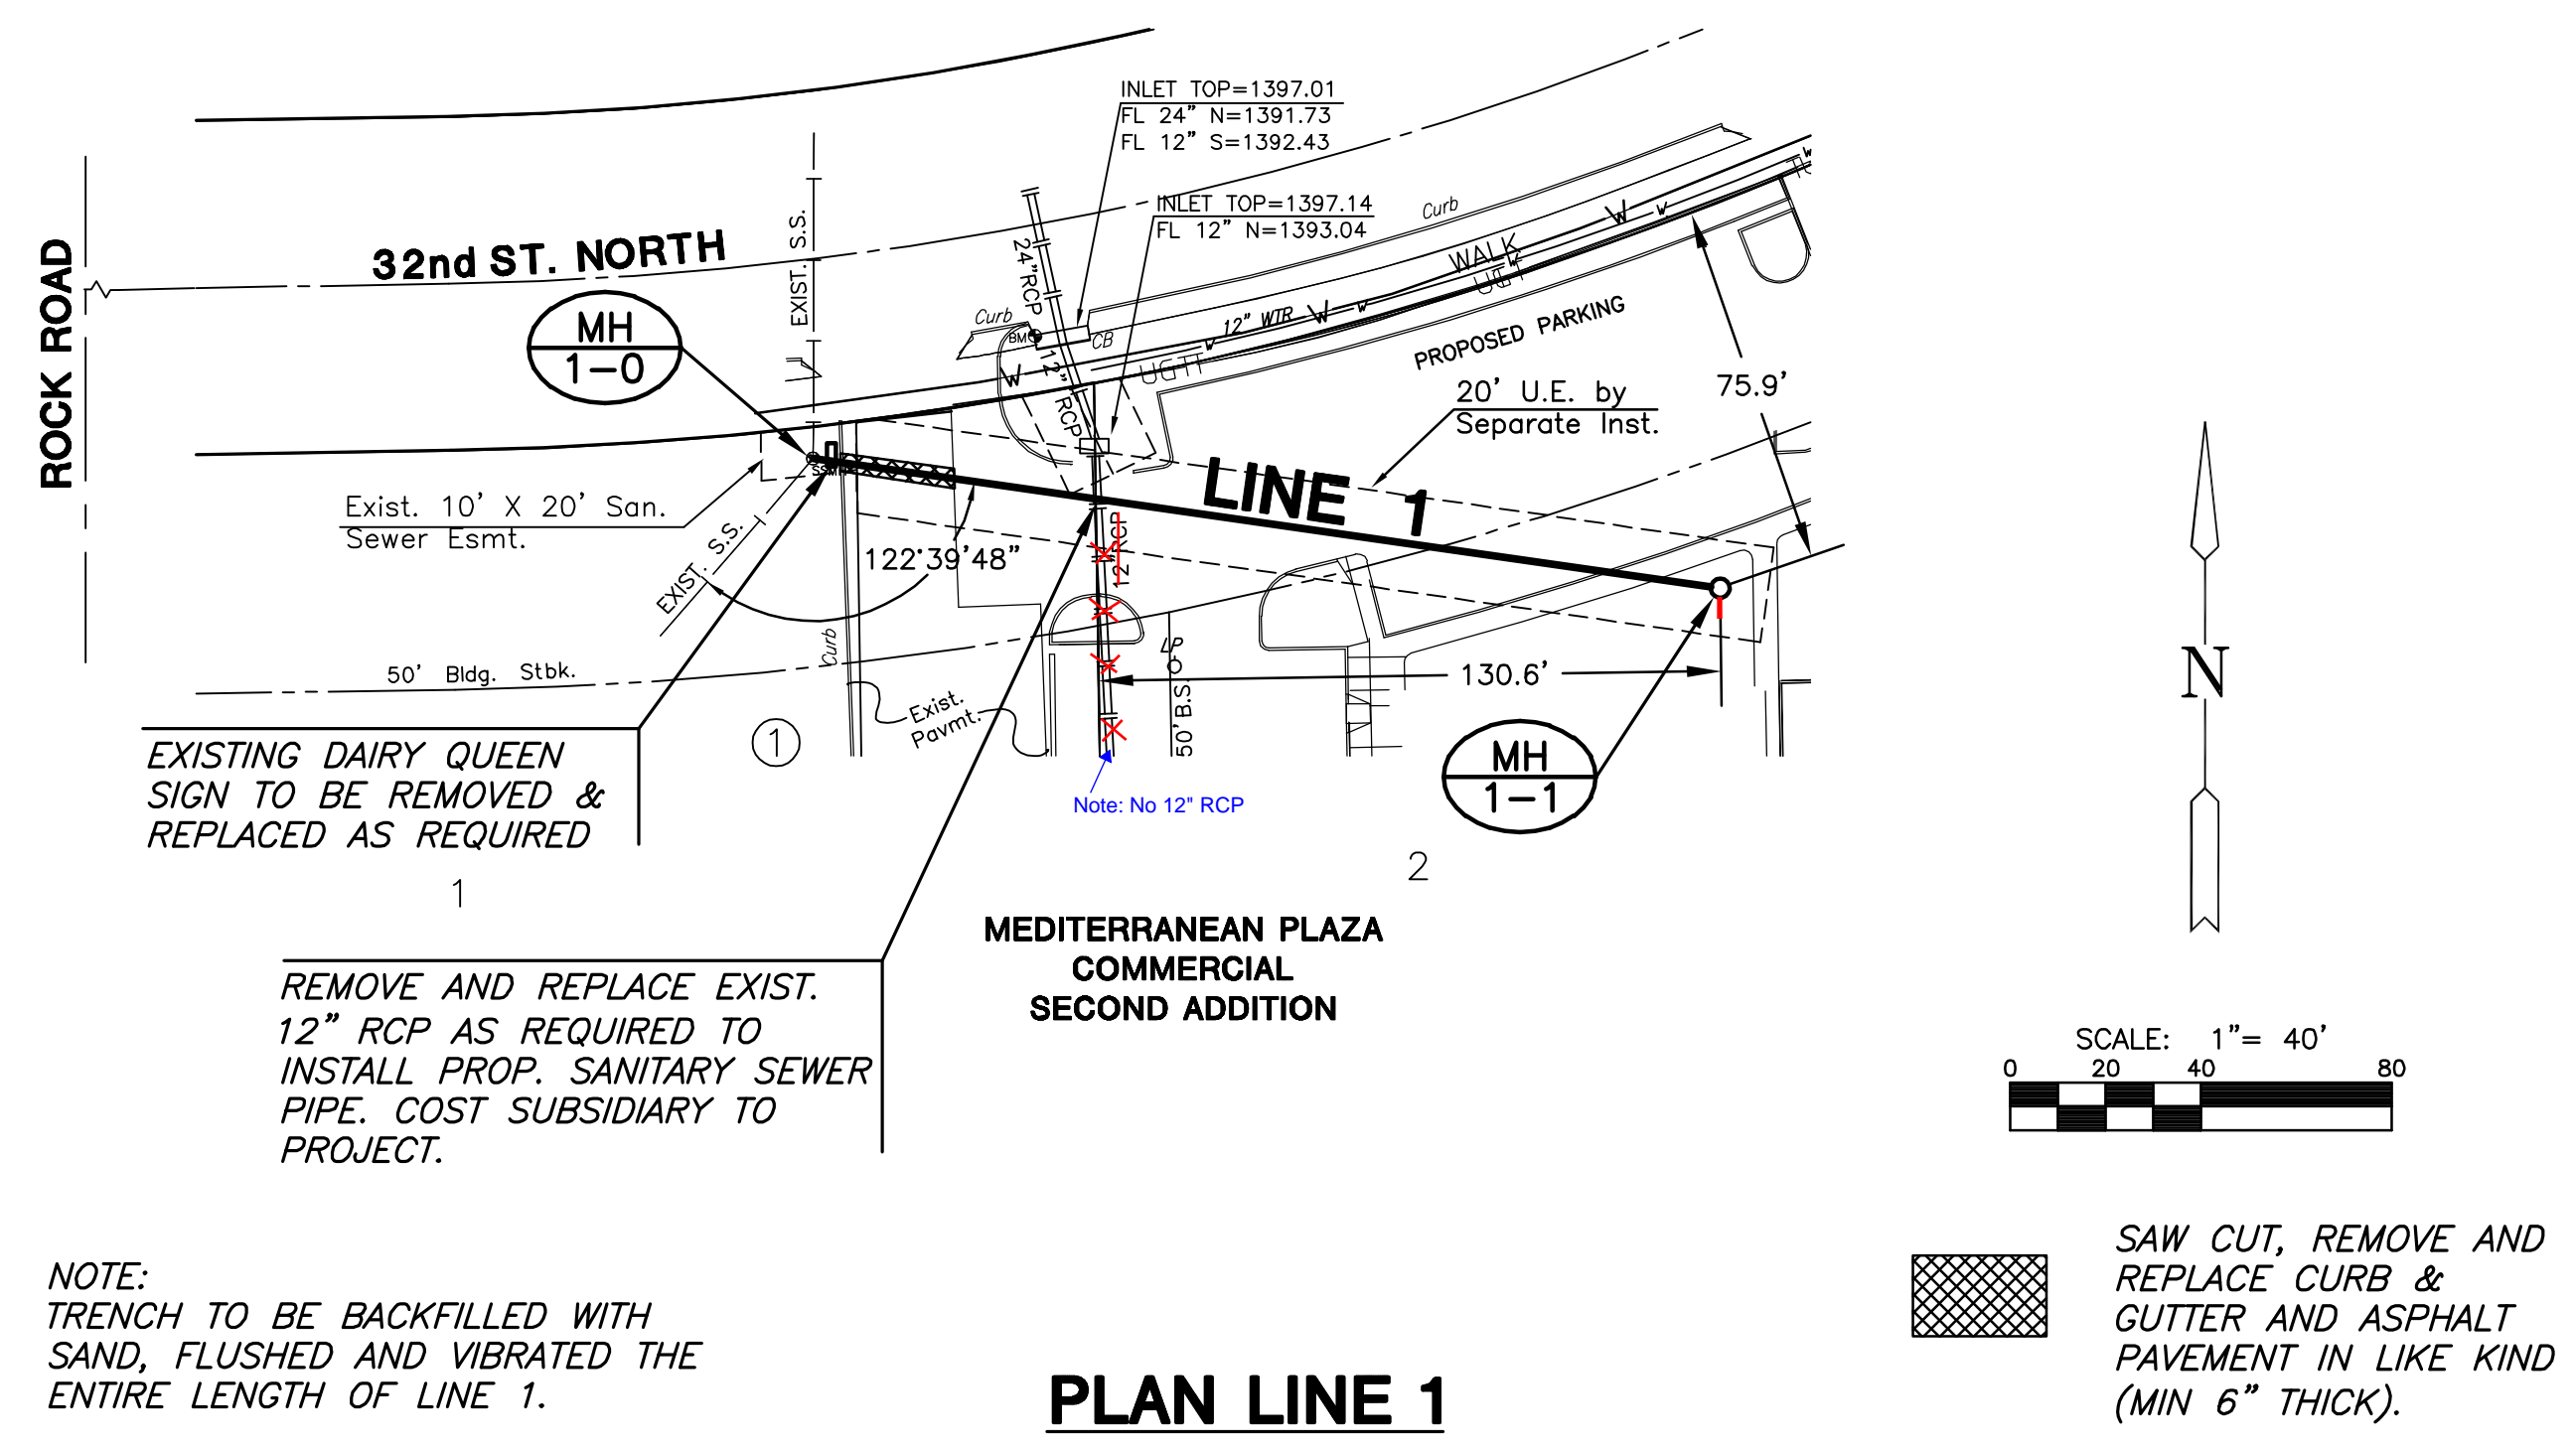 INLET TOP=1397.01
FL 24" N=1391.73
FL 12" S=1392.43
INLET TOP=1397.14
FL 12" N=1393.04
ROCK ROAD
32nd ST. NORTH
EXIST. S.S.
24"RCP
Curb
Curb
WALK
W
W
W
W
W
W
W
W
UGTT
UGTT
12" WTR
BM
CB
12" RCP
PROPOSED PARKING
MH
1-0
20' U.E. by
Separate Inst.
75.9'
SSMH
LINE 1
Exist. 10' X 20' San.
Sewer Esmt.
EXIST. S.S.
122°39'48"
12"RCP
Curb
50' Bldg. Stbk.
LP
50' B.S.
130.6'
Exist.
Pavmt.
1
Note: No 12" RCP
MH
1-1
N
EXISTING DAIRY QUEEN
SIGN TO BE REMOVED &
REPLACED AS REQUIRED
1
2
MEDITERRANEAN PLAZA
COMMERCIAL
SECOND ADDITION
REMOVE AND REPLACE EXIST.
12" RCP AS REQUIRED TO
INSTALL PROP. SANITARY SEWER
PIPE. COST SUBSIDIARY TO
PROJECT.
SCALE: 1"= 40'
0 20 40 80
NOTE:
TRENCH TO BE BACKFILLED WITH
SAND, FLUSHED AND VIBRATED THE
ENTIRE LENGTH OF LINE 1.
SAW CUT, REMOVE AND
REPLACE CURB &
GUTTER AND ASPHALT
PAVEMENT IN LIKE KIND
(MIN 6" THICK).
PLAN LINE 1